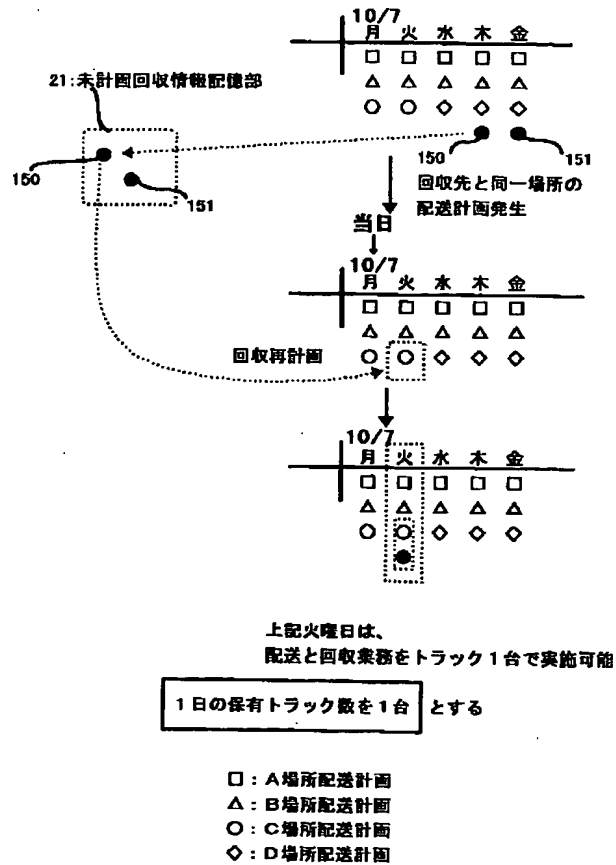 10/7
月 火 水 木 金
21:未計画回収情報記憶部
150
151
150
151
回収先と同一場所の
配送計画発生
当日
10/7
月 火 水 木 金
回収再計画
10/7
月 火 水 木 金
上記火曜日は、
配送と回収業務をトラック1台で実施可能
1日の保有トラック数を1台 とする
□:A場所配送計画
△:B場所配送計画
○:C場所配送計画
◇:D場所配送計画